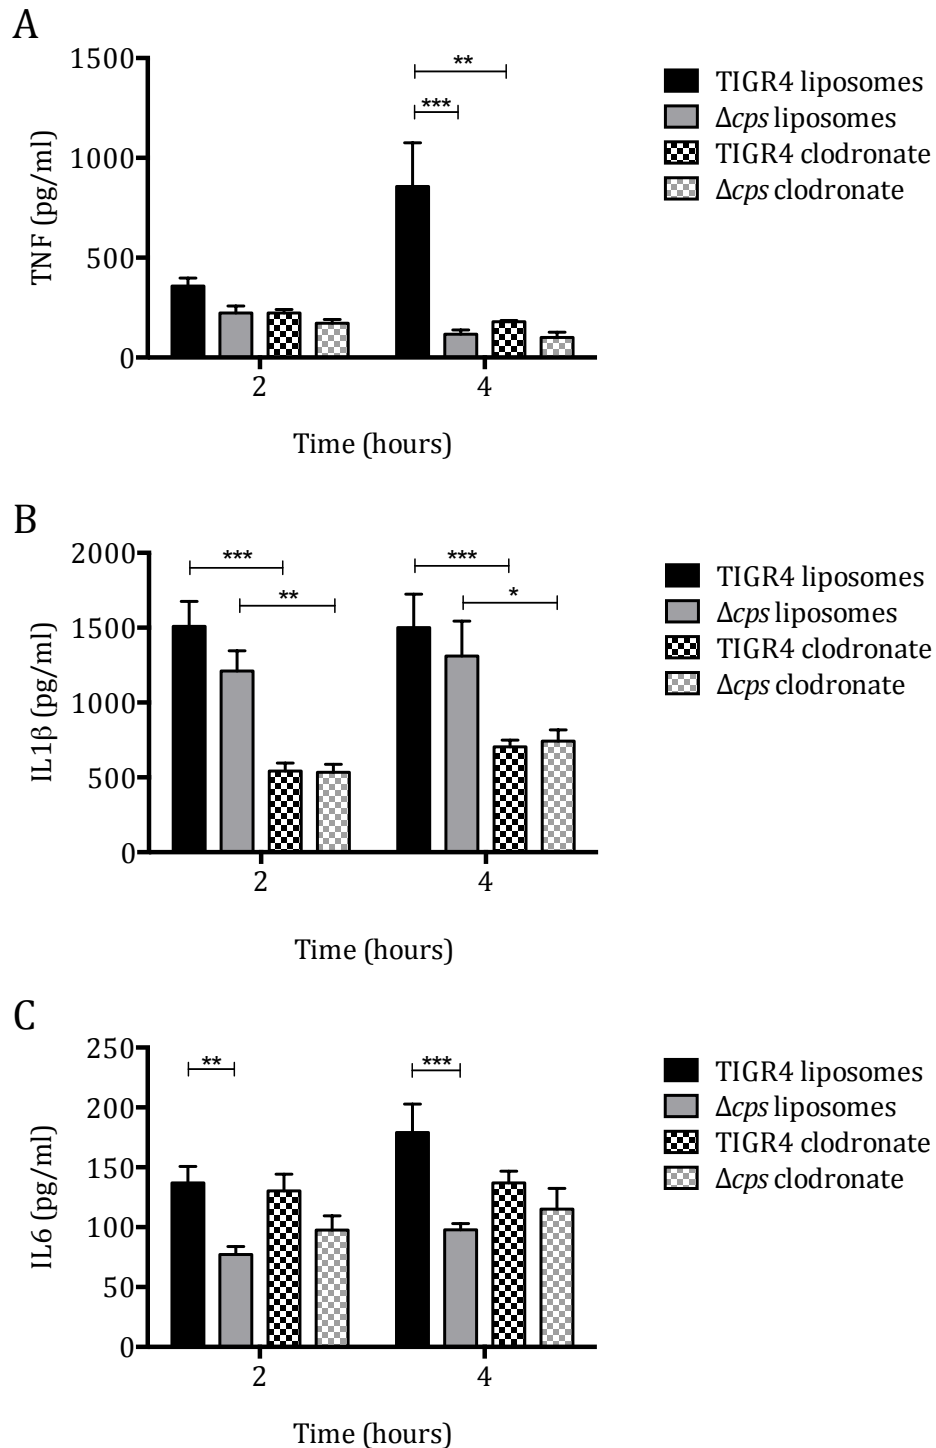 A
1500
1000
500
0
TNF (pg/ml)
**
***
2
4
Time (hours)
TIGR4 liposomes
Δcps liposomes
TIGR4 clodronate
Δcps clodronate
B
2000
1500
1000
500
0
IL1β (pg/ml)
***
**
***
*
2
4
Time (hours)
TIGR4 liposomes
Δcps liposomes
TIGR4 clodronate
Δcps clodronate
C
250
200
150
100
50
0
IL6 (pg/ml)
**
***
2
4
Time (hours)
TIGR4 liposomes
Δcps liposomes
TIGR4 clodronate
Δcps clodronate